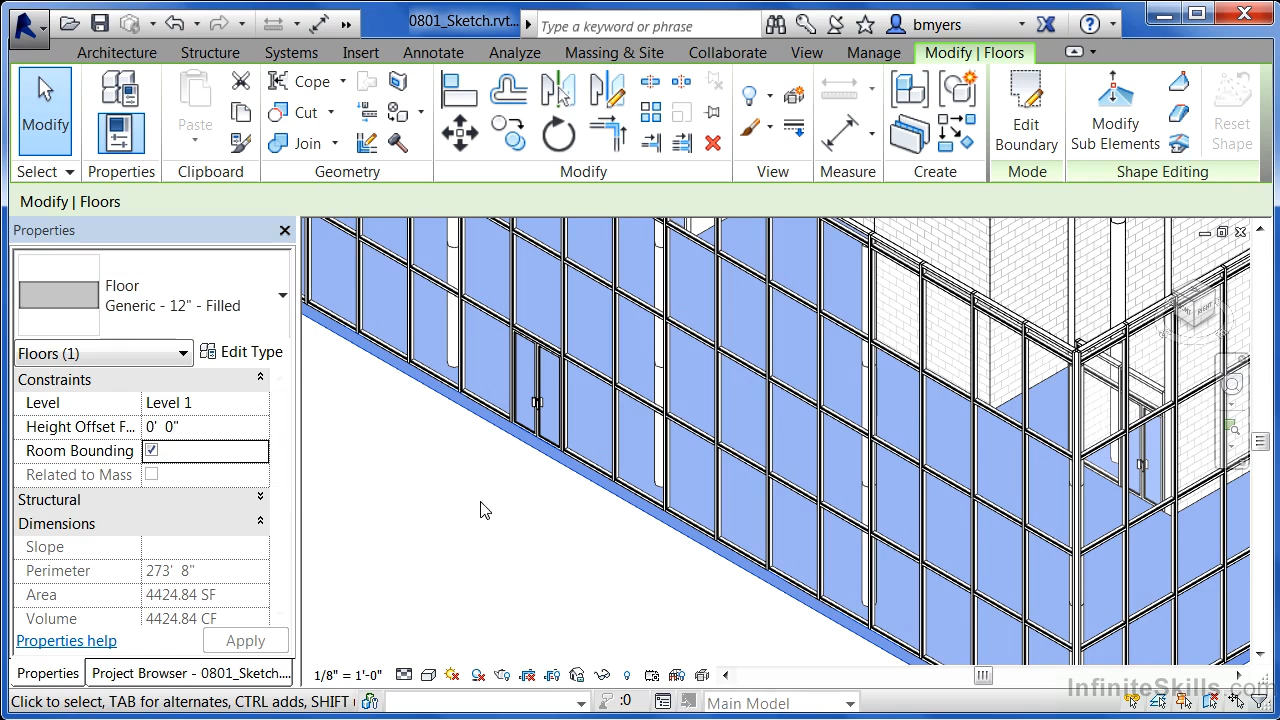 0801_Sketch.rvt...
Type a keyword or phrase
bmyers
Architecture Structure Systems Insert Annotate Analyze Massing & Site Collaborate View Manage Modify | Floors
Modify
Paste
Cope
Cut
Join
Edit
Boundary
Modify
Sub Elements
Reset
Shape
Select Properties Clipboard Geometry Modify View Measure Create Mode Shape Editing
Modify | Floors
Properties
Floor
Generic - 12" - Filled
Floors (1)
Edit Type
Constraints
Level Level 1
Height Offset F... 0' 0"
Room Bounding
Related to Mass
Structural
Dimensions
Slope
Perimeter 273' 8"
Area 4424.84 SF
Volume 4424.84 CF
Properties help
Apply
Properties
Project Browser - 0801_Sketch....
1/8" = 1'-0"
RIGHT
InfiniteSkills.com
Click to select, TAB for alternates, CTRL adds, SHIFT
:0
Main Model